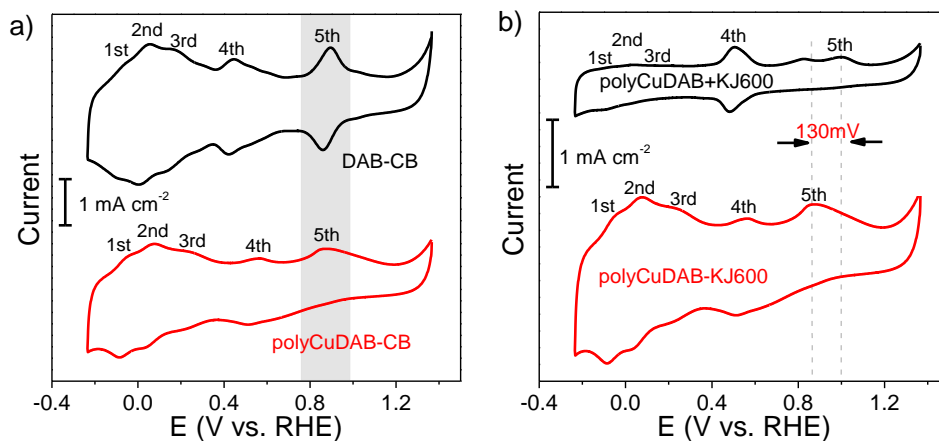 a)
1st
2nd
3rd
4th
5th
DAB-CB
1 mA cm-2
1st
2nd
3rd
4th
5th
polyCuDAB-CB
Current
-0.4
0.0
0.4
0.8
1.2
E (V vs. RHE)
b)
1st
2nd
3rd
4th
5th
polyCuDAB+KJ600
130mV
1 mA cm-2
1st
2nd
3rd
4th
5th
polyCuDAB-KJ600
Current
-0.4
0.0
0.4
0.8
1.2
E (V vs. RHE)